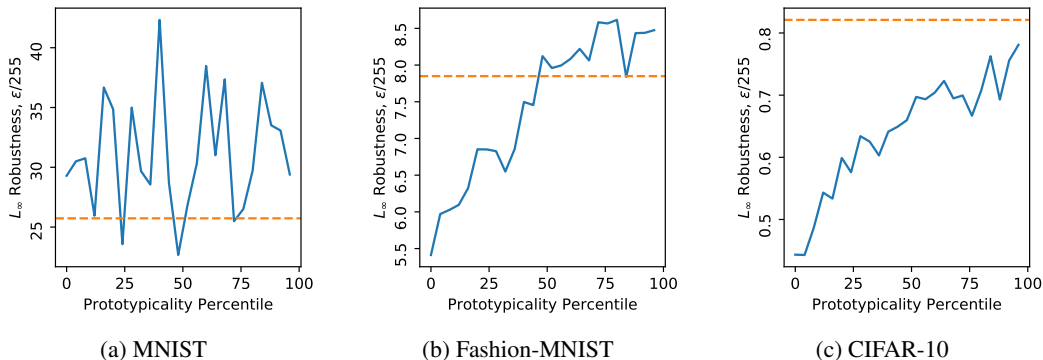 L∞ Robustness, ε/255
40
35
30
25
0 25 50 75 100
Prototypicality Percentile
(a) MNIST
L∞ Robustness, ε/255
8.5
8.0
7.5
7.0
6.5
6.0
5.5
0 25 50 75 100
Prototypicality Percentile
(b) Fashion-MNIST
L∞ Robustness, ε/255
0.8
0.7
0.6
0.5
0 25 50 75 100
Prototypicality Percentile
(c) CIFAR-10